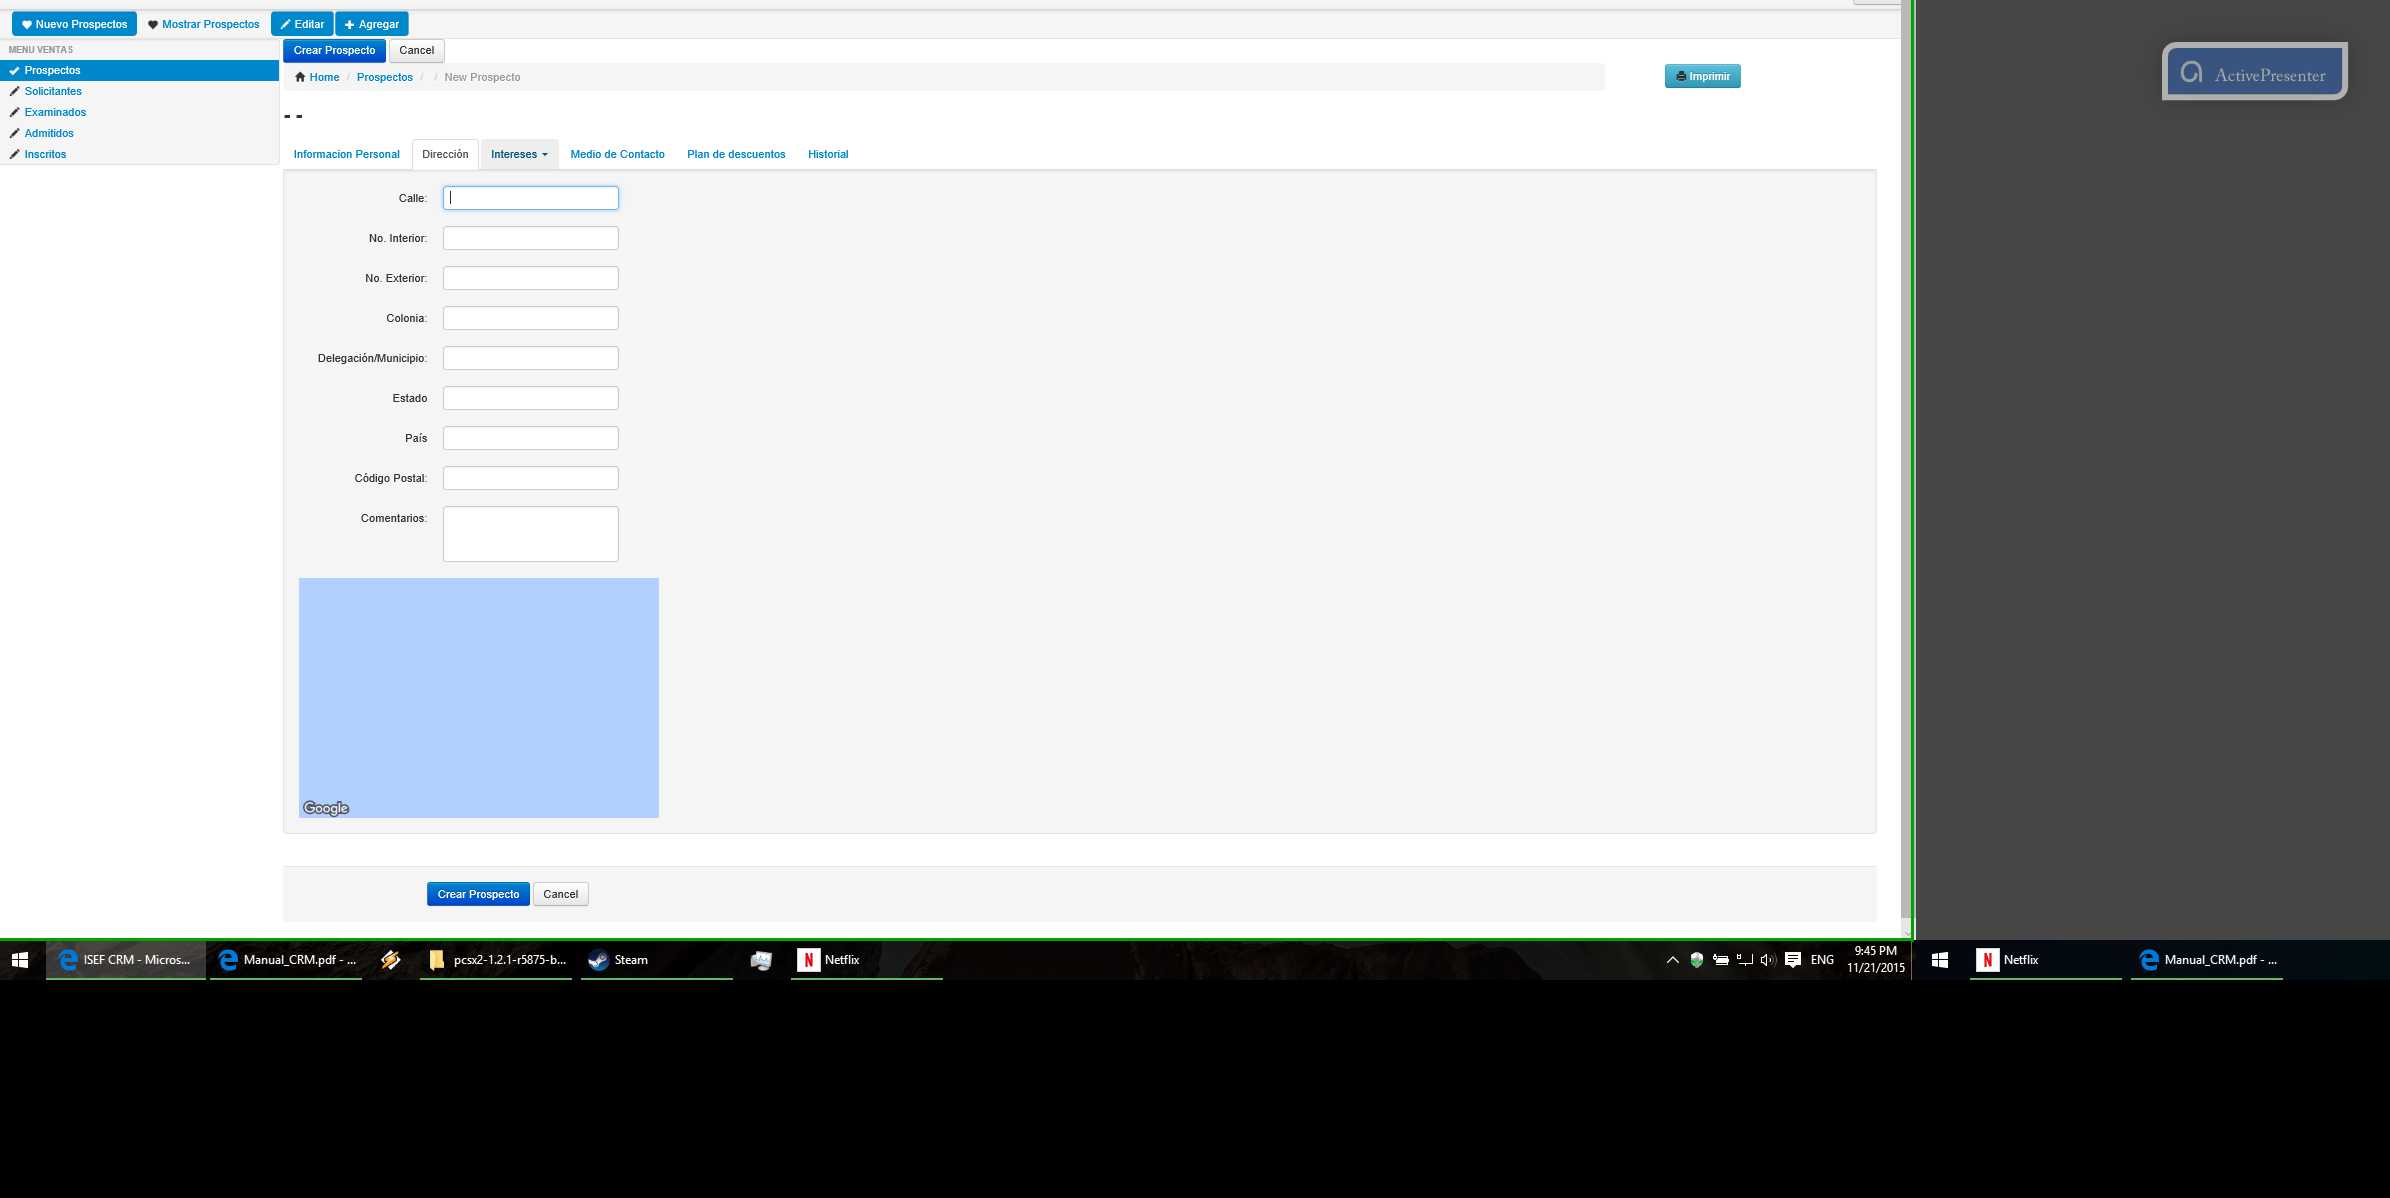 Nuevo Prospectos Mostrar Prospectos Editar Agregar
MENU VENTAS
Prospectos
Solicitantes
Examinados
Admitidos
Inscritos
Crear Prospecto Cancel
Home / Prospectos / / New Prospecto
Imprimir
- -
Informacion Personal Dirección Intereses Medio de Contacto Plan de descuentos Historial
Calle:
No. Interior:
No. Exterior:
Colonia:
Delegación/Municipio:
Estado
País
Código Postal:
Comentarios:
Google
Crear Prospecto Cancel
ActivePresenter
ISEF CRM - Micros... Manual_CRM.pdf - ... pcsx2-1.2.1-r5875-b... Steam N Netflix ENG 9:45 PM
11/21/2015
N Netflix Manual_CRM.pdf - ...